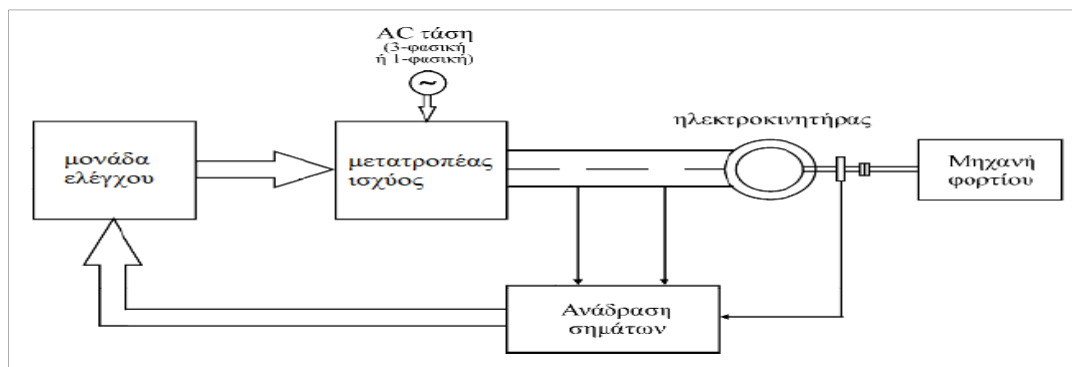 AC τάση
(3-φασική
ή 1-φασική)
~
μονάδα
ελέγχου
μετατροπέας
ισχύος
ηλεκτροκινητήρας
Μηχανή
φορτίου
Ανάδραση
σημάτων